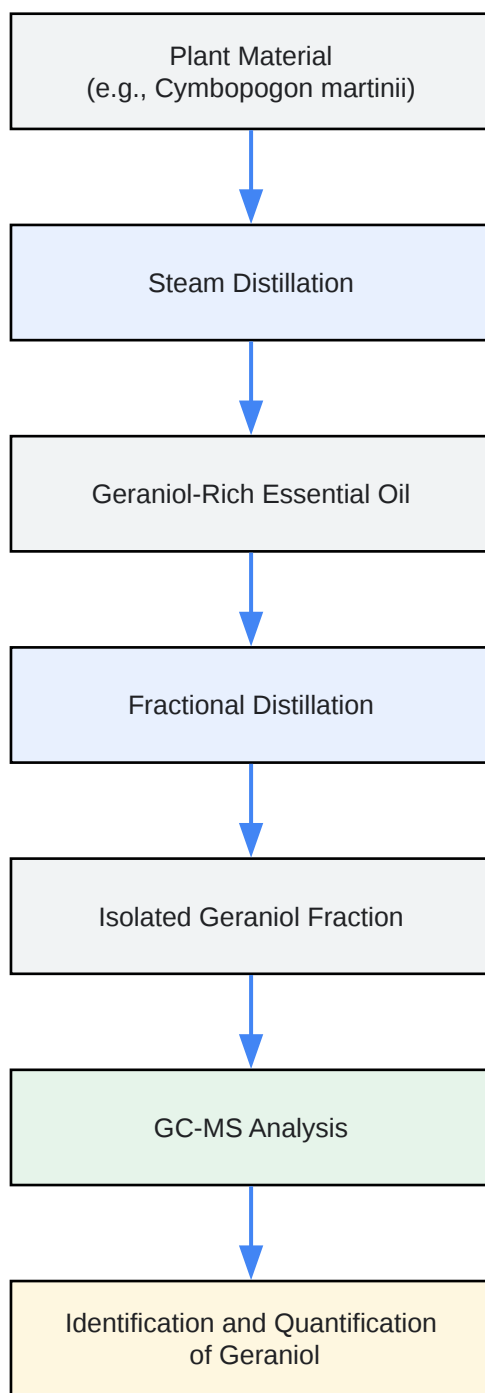 Plant Material
(e.g., Cymbopogon martinii)
Steam Distillation
Geraniol-Rich Essential Oil
Fractional Distillation
Isolated Geraniol Fraction
GC-MS Analysis
Identification and Quantification
of Geraniol